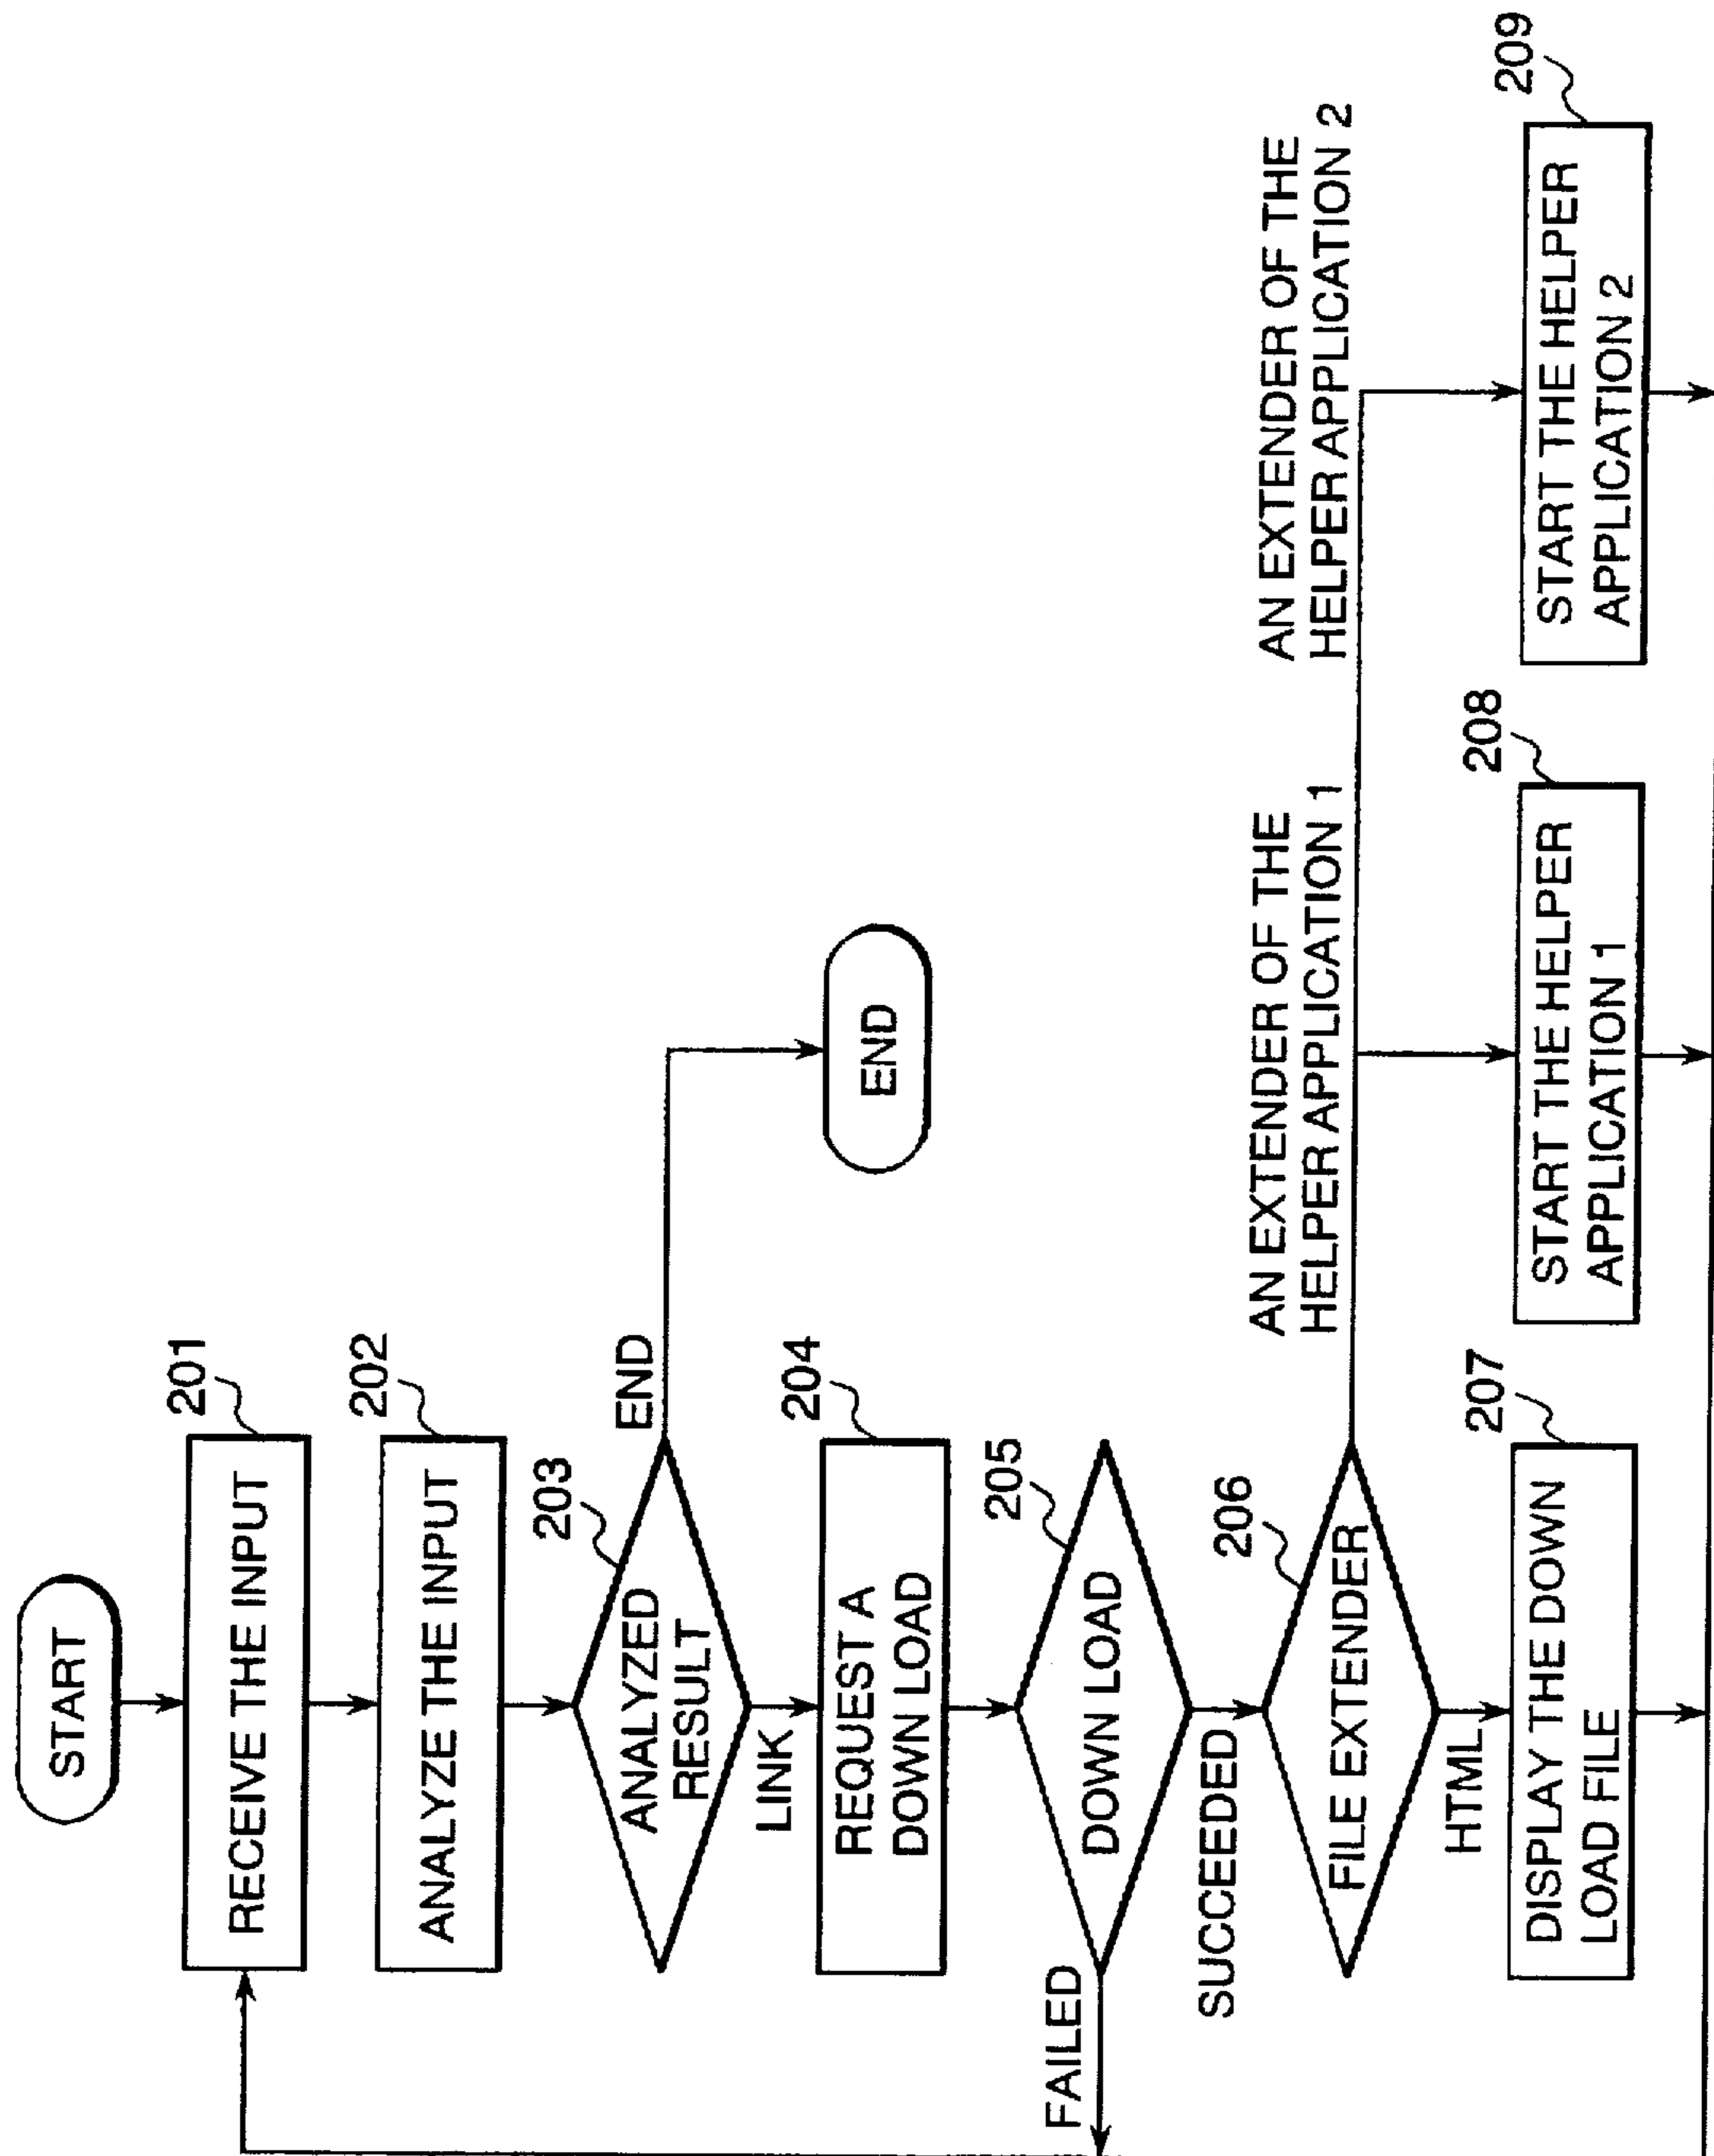 START
201
RECEIVE THE INPUT
202
ANALYZE THE INPUT
203
ANALYZED
RESULT
END
LINK
END
204
REQUEST A
DOWN LOAD
205
DOWN LOAD
FAILED
SUCCEEDED
206
FILE EXTENDER
AN EXTENDER OF THE
HELPER APPLICATION 1
AN EXTENDER OF THE
HELPER APPLICATION 2
HTML
207
DISPLAY THE DOWN
LOAD FILE
208
START THE HELPER
APPLICATION 1
209
START THE HELPER
APPLICATION 2